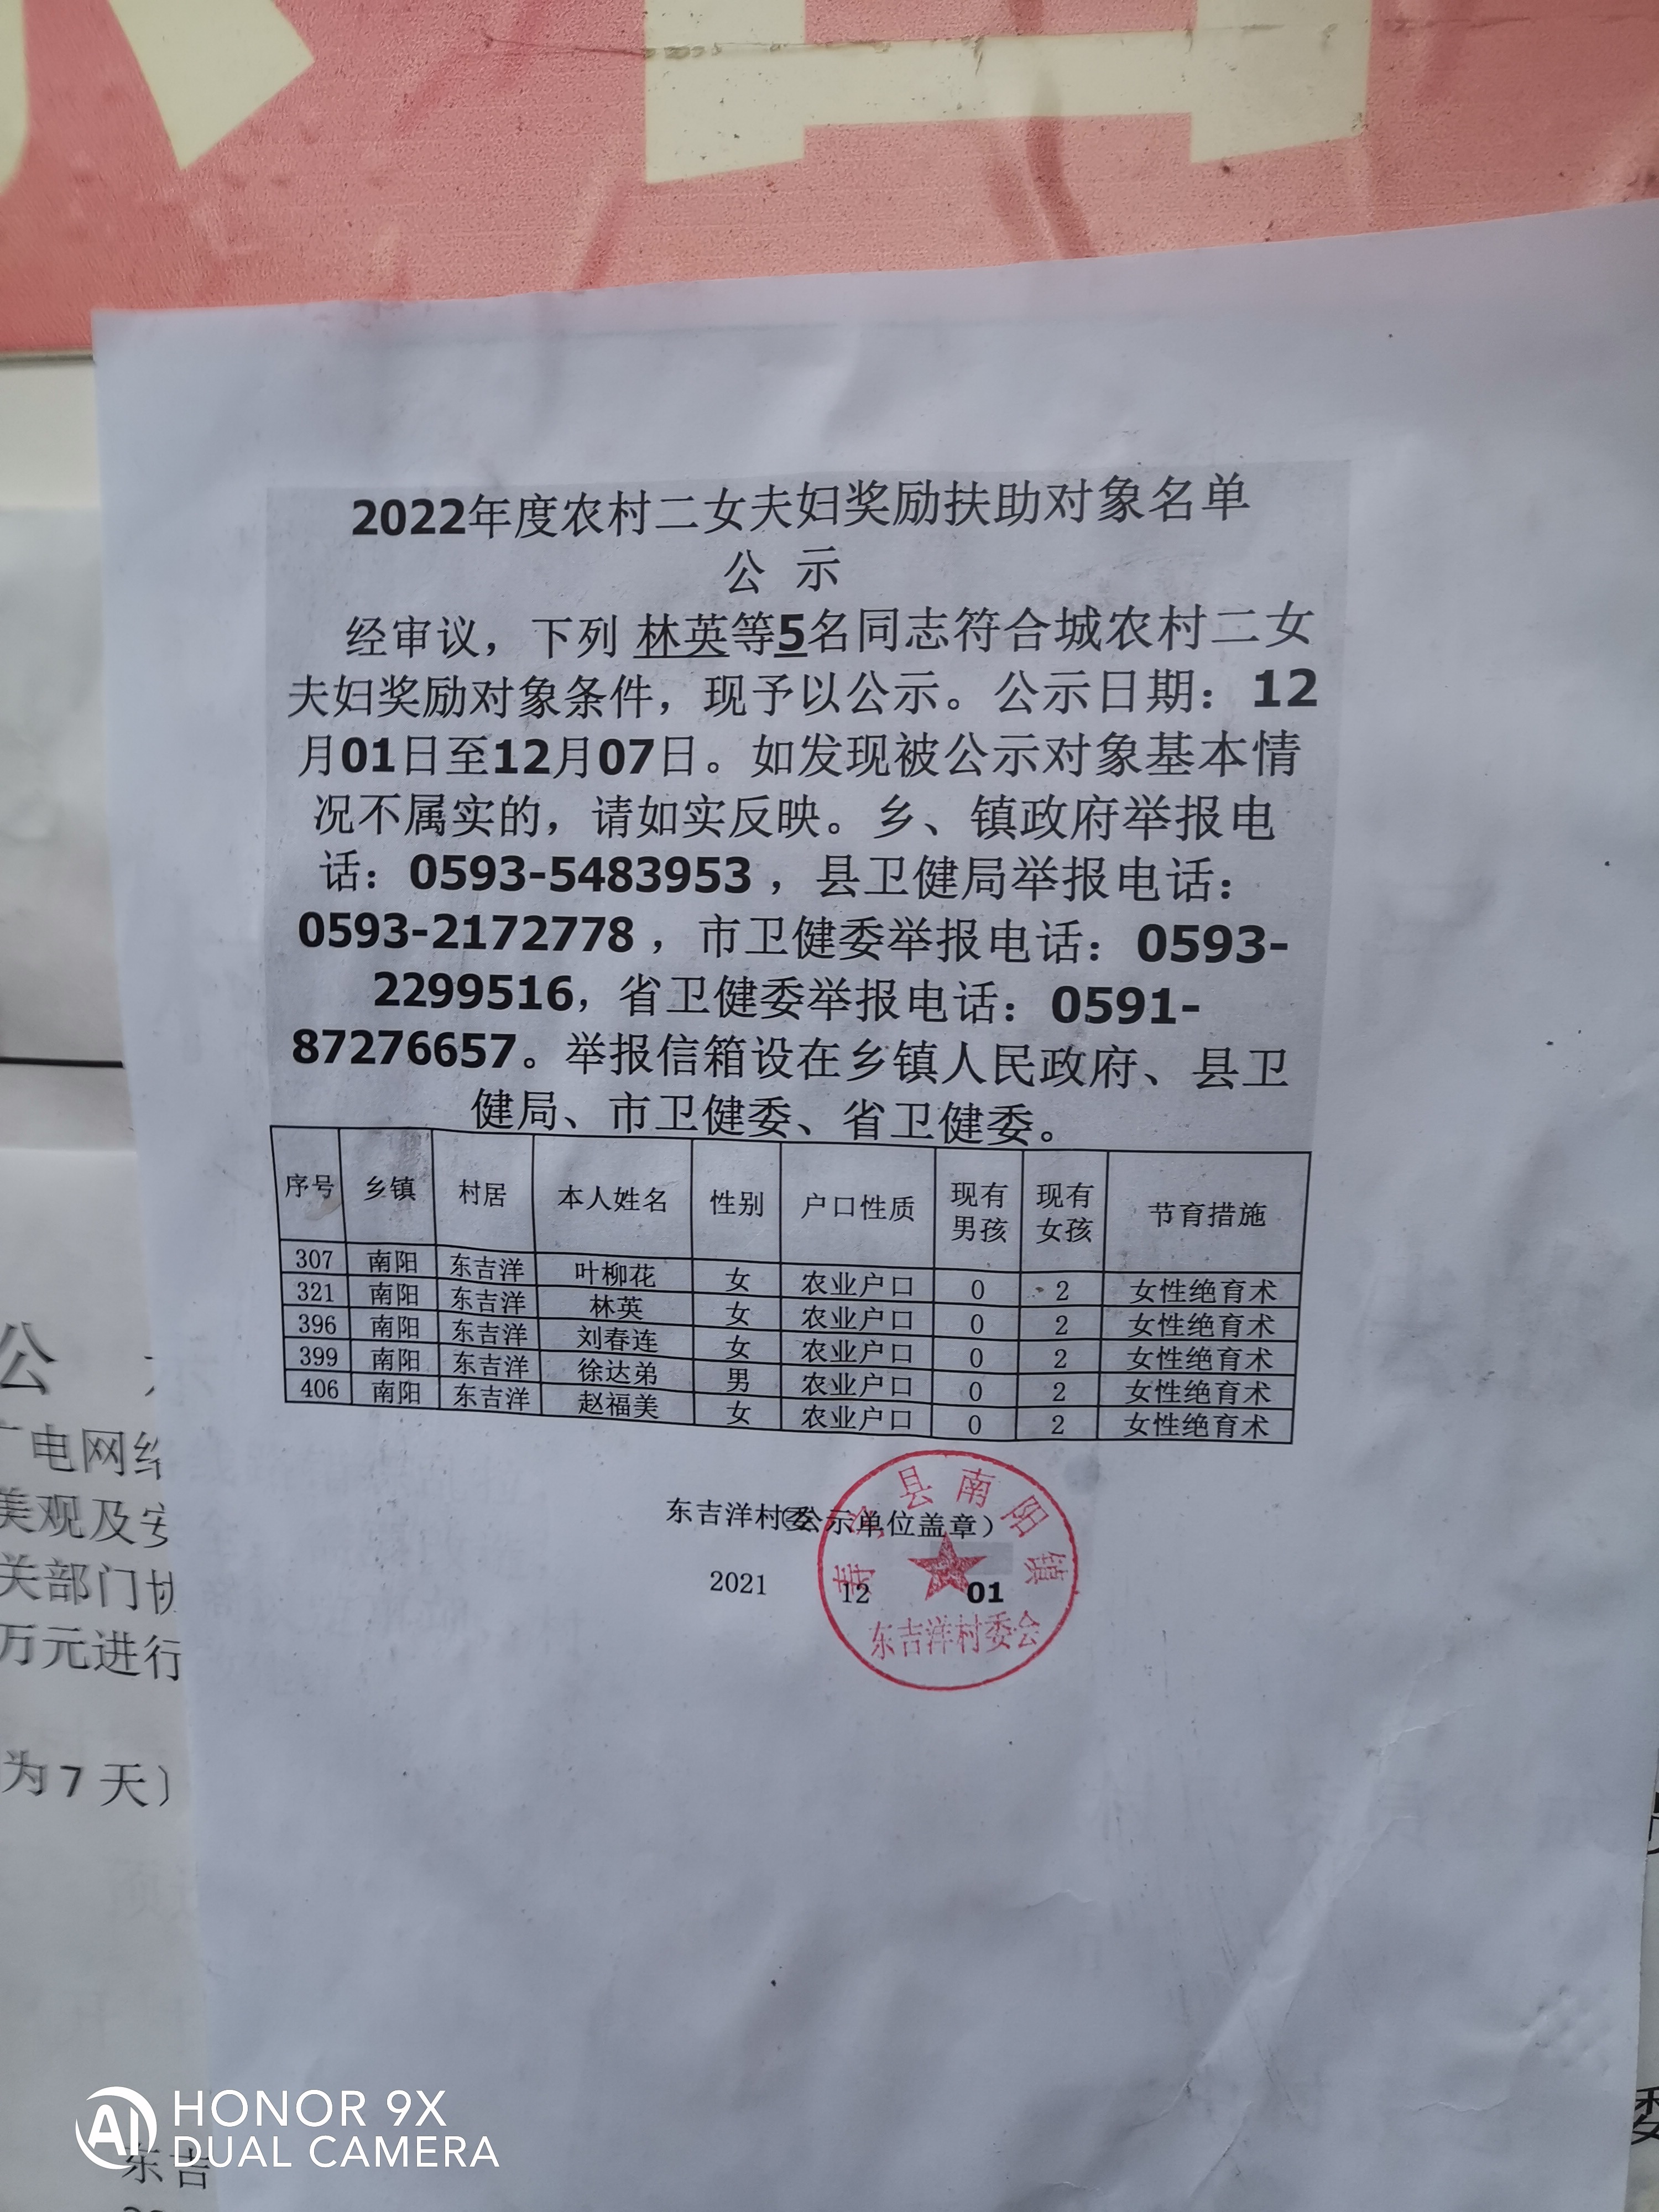 2022年度农村二女夫妇奖励扶助对象名单
公 示
经审议，下列 林英等5名同志符合城农村二女
夫妇奖励对象条件，现予以公示。公示日期：12
月01日至12月07日。如发现被公示对象基本情
况不属实的，请如实反映。乡、镇政府举报电
话：0593-5483953，县卫健局举报电话：
0593-2172778，市卫健委举报电话：0593-
2299516，省卫健委举报电话：0591-
87276657。举报信箱设在乡镇人民政府、县卫
健局、市卫健委、省卫健委。
序号 乡镇 村居 本人姓名 性别 户口性质 现有男孩 现有女孩 节育措施
307 南阳 东吉洋 叶柳花 女 农业户口 0 2 女性绝育术
321 南阳 东吉洋 林英 女 农业户口 0 2 女性绝育术
396 南阳 东吉洋 刘春连 女 农业户口 0 2 女性绝育术
399 南阳 东吉洋 徐达弟 男 农业户口 0 2 女性绝育术
406 南阳 东吉洋 赵福美 女 农业户口 0 2 女性绝育术
东吉洋村委（公示单位盖章）
2021 12 01
寿宁县南阳镇
东吉洋村委会
公
广电网络
美观及安
关部门协
万元进行
为7天）
东吉
HONOR 9X
DUAL CAMERA